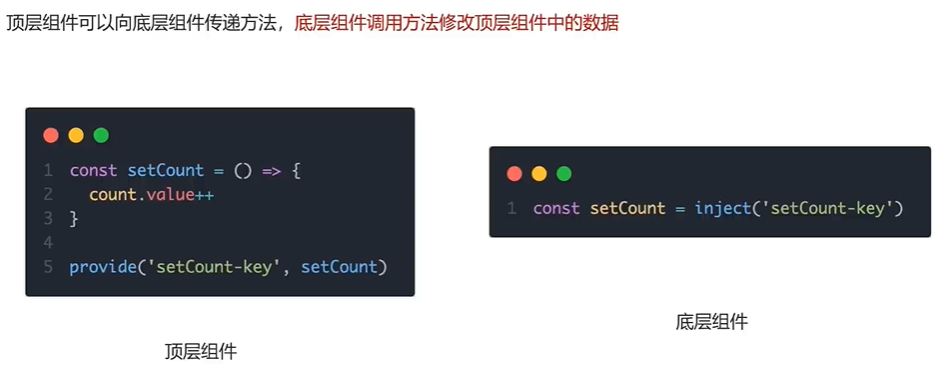 顶层组件可以向底层组件传递方法，底层组件调用方法修改顶层组件中的数据
1 const setCount = () => {
2   count.value++
3 }
4
5 provide('setCount-key', setCount)
顶层组件
1 const setCount = inject('setCount-key')
底层组件